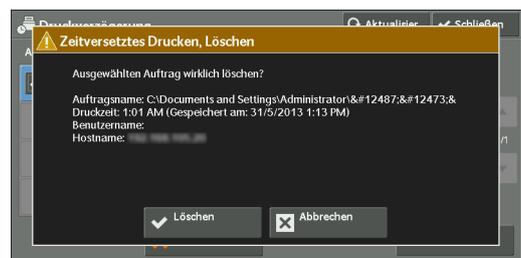 Druckverzögerung
Aktualisier. Schließen
Zeitversetztes Drucken, Löschen
Ausgewählten Auftrag wirklich löschen?
Auftragsname: C:\Documents and Settings\Administrator\&#12487;&#12473;&
Druckzeit: 1:01 AM (Gespeichert am: 31/5/2013 1:13 PM)
Benutzername:
Hostname:
/1
Löschen Abbrechen